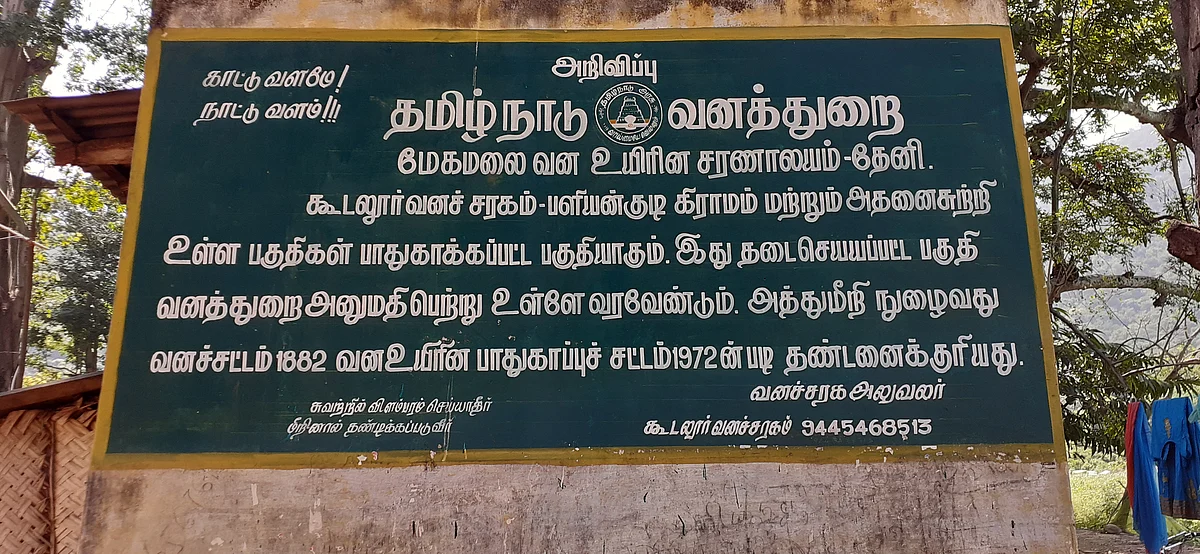 காட்டு வளமே!
நாட்டு வளம்!!!
அறிவிப்பு
தமிழ்நாடு வனத்துறை
மேகமலை வன உயிரின சரணாலயம்-தேனி.
கூடலூர் வனச் சரகம்-பளியன்குடி கிராமம் மற்றும் அதனைசுற்றி
உள்ள பகுதிகள் பாதுகாக்கப்பட்ட பகுதியாகும். இது தடைசெய்யப்பட்ட பகுதி
வனத்துறை அனுமதிபெற்று உள்ளே வரவேண்டும். அத்துமீறி நுழைவது
வனச்சட்டம் 1882 வனஉயிரின பாதுகாப்புச் சட்டம் 1972ன் படி தண்டனைக்குரியது.
வனச்சரக அலுவலர்
கூடலூர் வனச்சரகம் 9445468513
சுவற்றில் விளம்பரம் செய்யாதீர்
மீறினால் தண்டிக்கப்படுவீர்